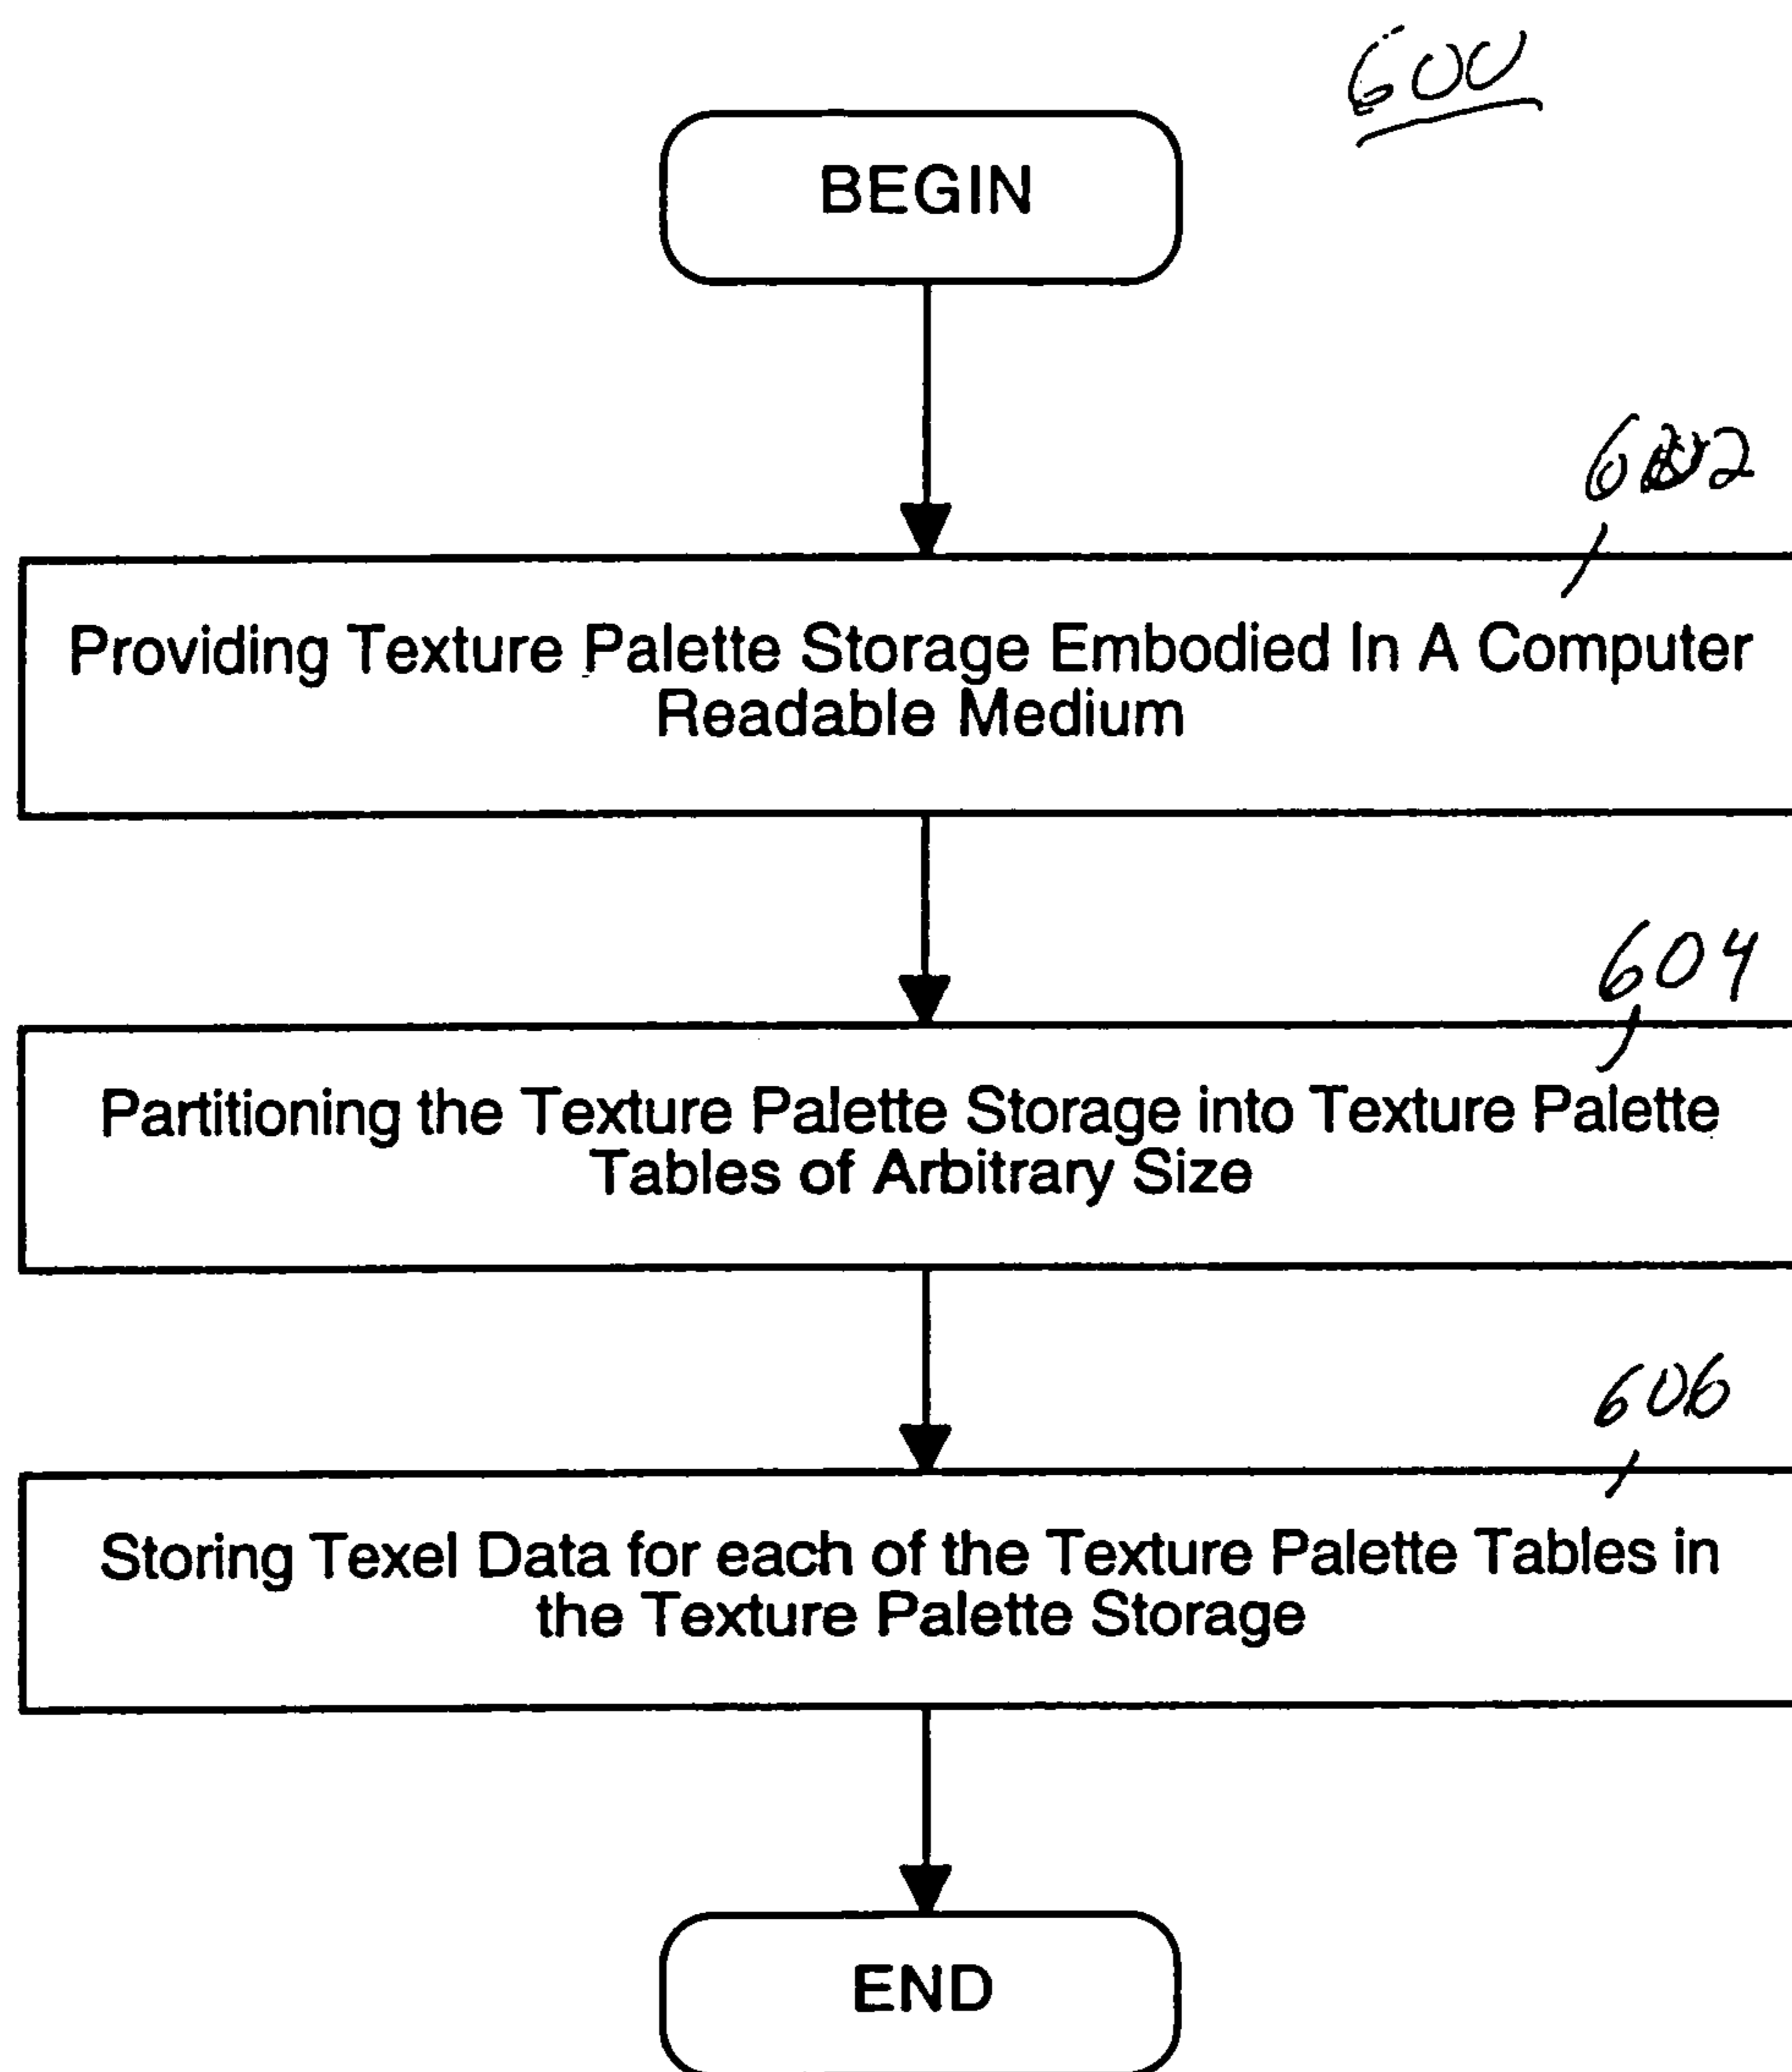 600
BEGIN
602
Providing Texture Palette Storage Embodied In A Computer
Readable Medium
604
Partitioning the Texture Palette Storage into Texture Palette
Tables of Arbitrary Size
606
Storing Texel Data for each of the Texture Palette Tables in
the Texture Palette Storage
END